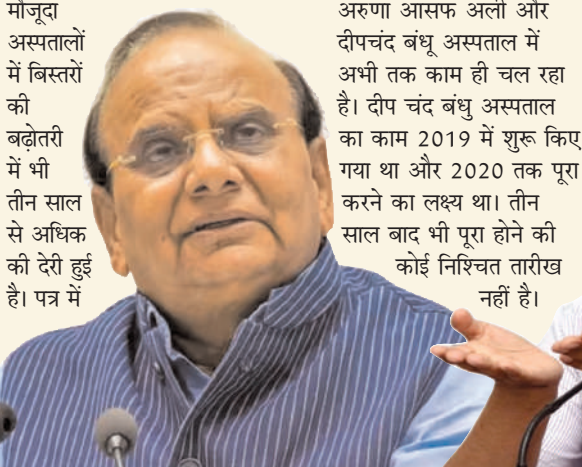 मौजूदा
अस्पतालों
में बिस्तरों
की
बढ़ोतरी
में भी
तीन साल
से अधिक
की देरी हुई
है। पत्र में
अरुणा आसफ अली और
दीपचंद बंधू अस्पताल में
अभी तक काम ही चल रहा
है। दीप चंद बंधु अस्पताल
का काम 2019 में शुरू किए
गया था और 2020 तक पूरा
करने का लक्ष्य था। तीन
साल बाद भी पूरा होने की
कोई निश्चित तारीख
नहीं है।